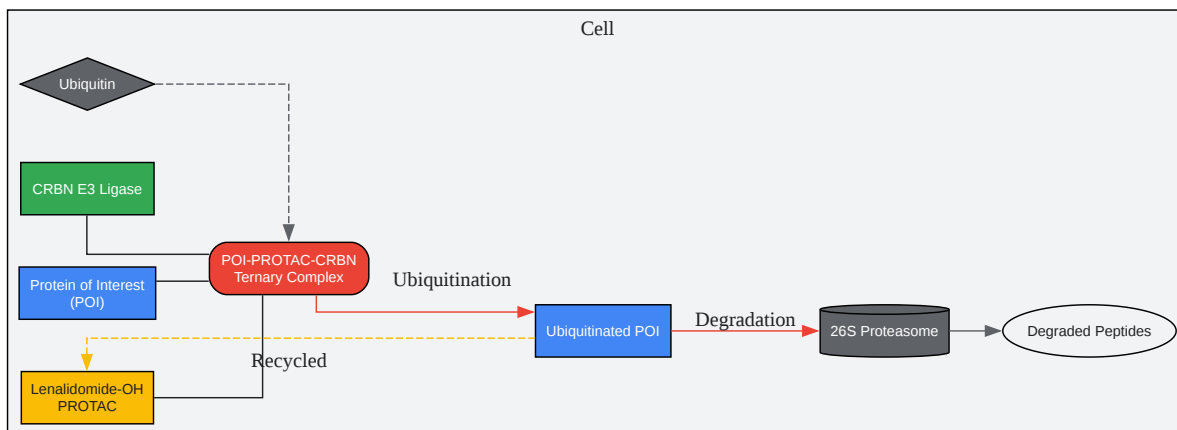 Cell
Ubiquitin
CRBN E3 Ligase
POI-PROTAC-CRBN
Ternary Complex
Protein of Interest
(POI)
Ubiquitination
Ubiquitinated POI
Degradation
26S Proteasome
Degraded Peptides
Recycled
Lenalidomide-OH
PROTAC